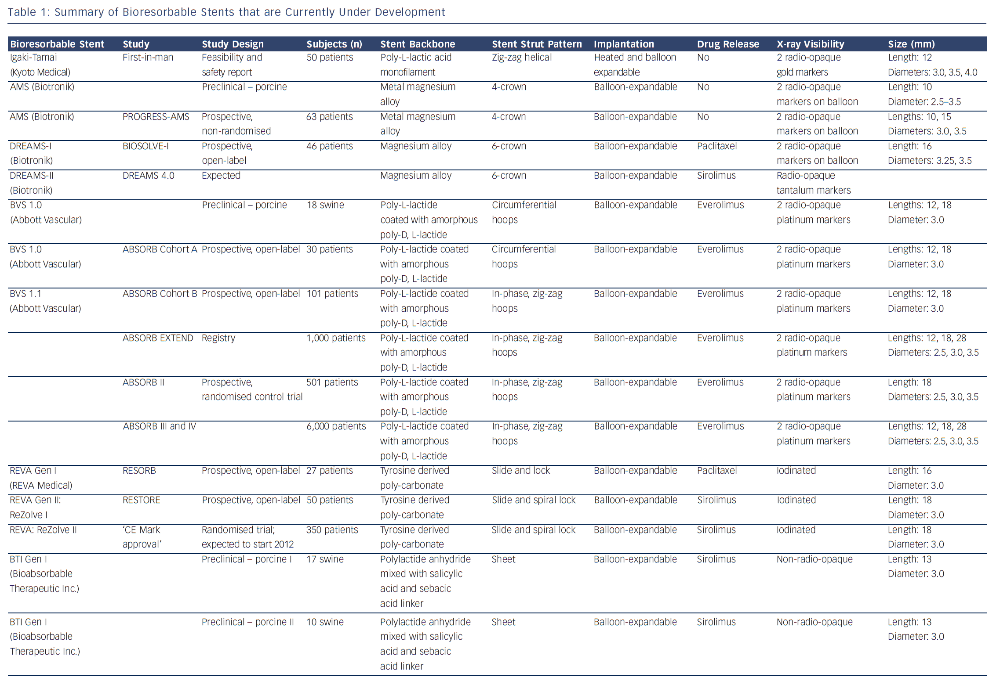 Table 1: Summary of Bioresorbable Stents that are Currently Under Development
Bioresorbable Stent Study Study Design Subjects (n) Stent Backbone Stent Strut Pattern Implantation Drug Release X-ray Visibility Size (mm)
Igaki-Tamai First-in-man Feasibility and 50 patients Poly-L-lactic acid Zig-zag helical Heated and balloon No 2 radio-opaque Length: 12
(Kyoto Medical) safety report monofilament expandable gold markers Diameters: 3.0, 3.5, 4.0
AMS (Biotronik) Preclinical – porcine Metal magnesium 4-crown Balloon-expandable No 2 radio-opaque Length: 10
alloy markers on balloon Diameter: 2.5–3.5
AMS (Biotronik) PROGRESS-AMS Prospective, 63 patients Metal magnesium 4-crown Balloon-expandable No 2 radio-opaque Lengths: 10, 15
non-randomised alloy markers on balloon Diameters: 3.0, 3.5
DREAMS-I BIOSOLVE-I Prospective, 46 patients Magnesium alloy 6-crown Balloon-expandable Paclitaxel 2 radio-opaque Length: 16
(Biotronik) open-label markers on balloon Diameters: 3.25, 3.5
DREAMS-II DREAMS 4.0 Expected Magnesium alloy 6-crown Balloon-expandable Sirolimus Radio-opaque
(Biotronik) tantalum markers
BVS 1.0 Preclinical – porcine 18 swine Poly-L-lactide Circumferential Balloon-expandable Everolimus 2 radio-opaque Lengths: 12, 18
(Abbott Vascular) coated with amorphous hoops platinum markers Diameter: 3.0
poly-D, L-lactide
BVS 1.0 ABSORB Cohort A Prospective, open-label 30 patients Poly-L-lactide coated Circumferential Balloon-expandable Everolimus 2 radio-opaque Lengths: 12, 18
(Abbott Vascular) with amorphous hoops platinum markers Diameter: 3.0
poly-D, L-lactide
BVS 1.1 ABSORB Cohort B Prospective, open-label 101 patients Poly-L-lactide coated In-phase, zig-zag Balloon-expandable Everolimus 2 radio-opaque Lengths: 12, 18
(Abbott Vascular) with amorphous hoops platinum markers Diameter: 3.0
poly-D, L-lactide
ABSORB EXTEND Registry 1,000 patients Poly-L-lactide coated In-phase, zig-zag Balloon-expandable Everolimus 2 radio-opaque Lengths: 12, 18, 28
with amorphous hoops platinum markers Diameters: 2.5, 3.0, 3.5
poly-D, L-lactide
ABSORB II Prospective, 501 patients Poly-L-lactide coated In-phase, zig-zag Balloon-expandable Everolimus 2 radio-opaque Length: 18
randomised control trial with amorphous hoops platinum markers Diameters: 2.5, 3.0, 3.5
poly-D, L-lactide
ABSORB III and IV 6,000 patients Poly-L-lactide coated In-phase, zig-zag Balloon-expandable Everolimus 2 radio-opaque Lengths: 12, 18, 28
with amorphous hoops platinum markers Diameters: 2.5, 3.0, 3.5
poly-D, L-lactide
REVA Gen I RESORB Prospective, open-label 27 patients Tyrosine derived Slide and lock Balloon-expandable Paclitaxel Iodinated Length: 16
(REVA Medical) poly-carbonate Diameter: 3.0
REVA Gen II: RESTORE Prospective, open-label 50 patients Tyrosine derived Slide and spiral lock Balloon-expandable Sirolimus Iodinated Length: 18
ReZolve I poly-carbonate Diameter: 3.0
REVA: ReZolve II ‘CE Mark Randomised trial; 350 patients Tyrosine derived Slide and spiral lock Balloon-expandable Sirolimus Iodinated Length: 18
approval’ expected to start 2012 poly-carbonate Diameter: 3.0
BTI Gen I Preclinical – porcine I 17 swine Polylactide anhydride Sheet Balloon-expandable Sirolimus Non-radio-opaque Length: 13
(Bioabsorbable mixed with salicylic Diameter: 3.0
Therapeutic Inc.) acid and sebacic
acid linker
BTI Gen I Preclinical – porcine II 10 swine Polylactide anhydride Sheet Balloon-expandable Sirolimus Non-radio-opaque Length: 13
(Bioabsorbable mixed with salicylic Diameter: 3.0
Therapeutic Inc.) acid and sebacic
acid linker